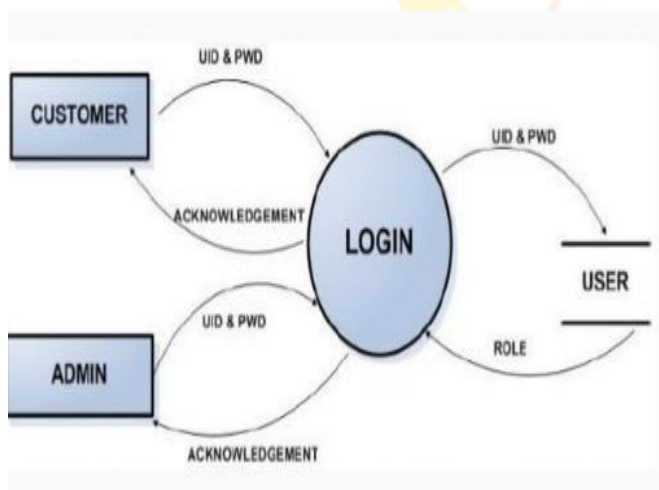 UID & PWD
CUSTOMER
UID & PWD
ACKNOWLEDGEMENT
LOGIN
USER
UID & PWD
ROLE
ADMIN
ACKNOWLEDGEMENT